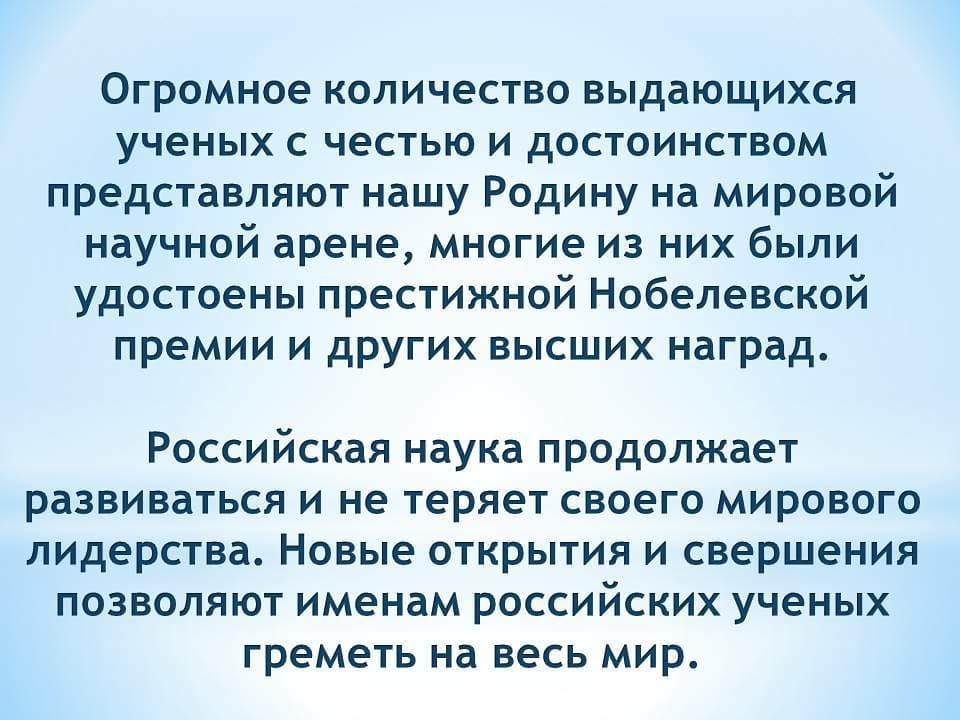 Огромное количество выдающихся
ученых с честью и достоинством
представляют нашу Родину на мировой
научной арене, многие из них были
удостоены престижной Нобелевской
премии и других высших наград.
Российская наука продолжает
развиваться и не теряет своего мирового
лидерства. Новые открытия и свершения
позволяют именам российских ученых
греметь на весь мир.